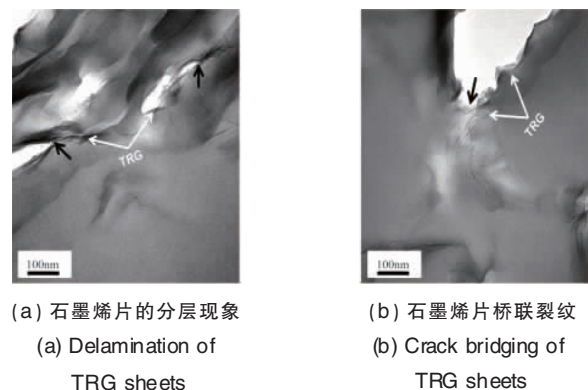 TRG
100nm
TRG
100nm
(a) 石墨烯片的分层现象
(a) Delamination of
TRG sheets
(b) 石墨烯片桥联裂纹
(b) Crack bridging of
TRG sheets